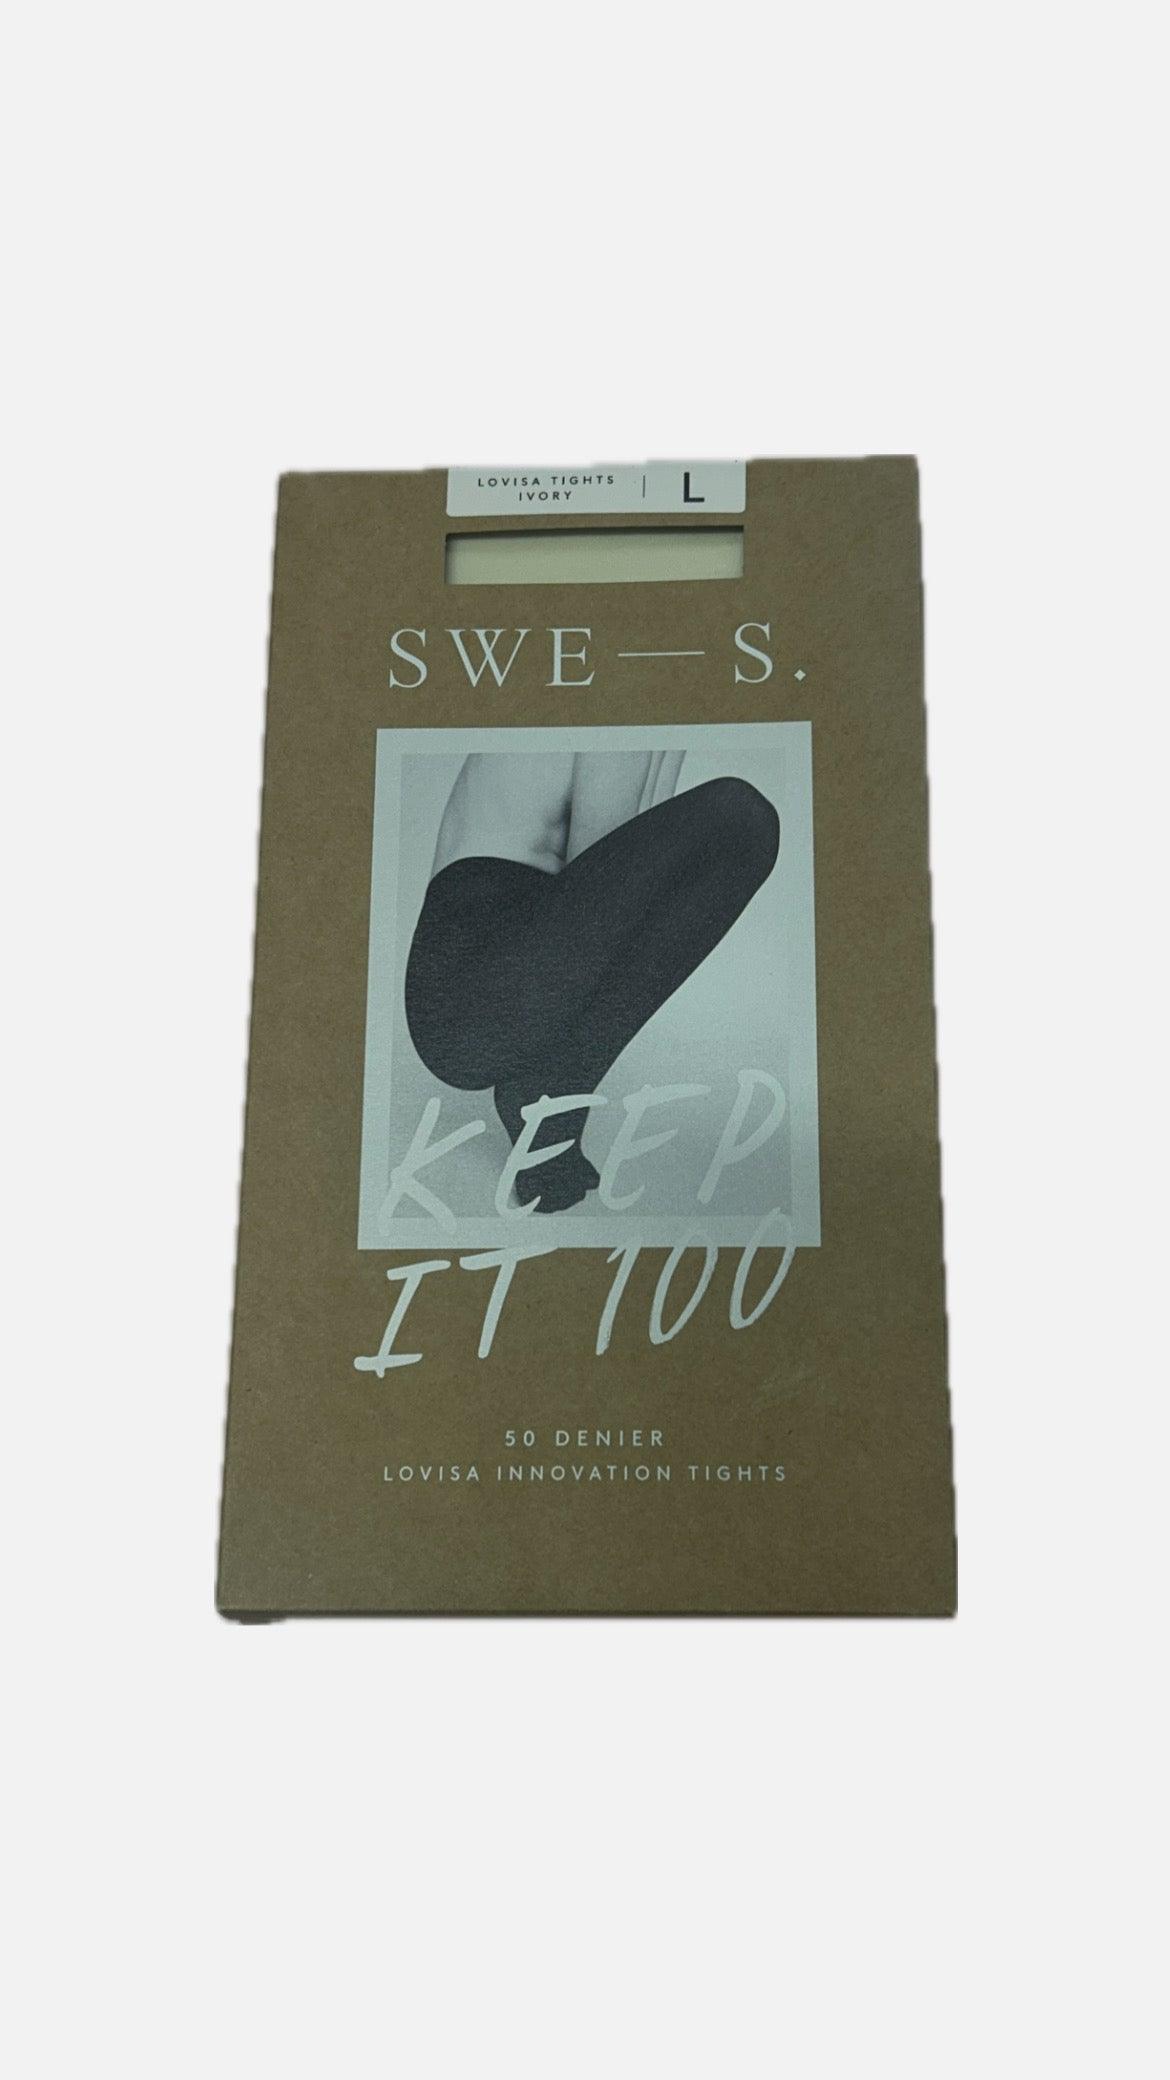 LOVISA TIGHTS
IVORY | L
SWE—S.
KEEP
IT 100
50 DENIER
LOVISA INNOVATION TIGHTS